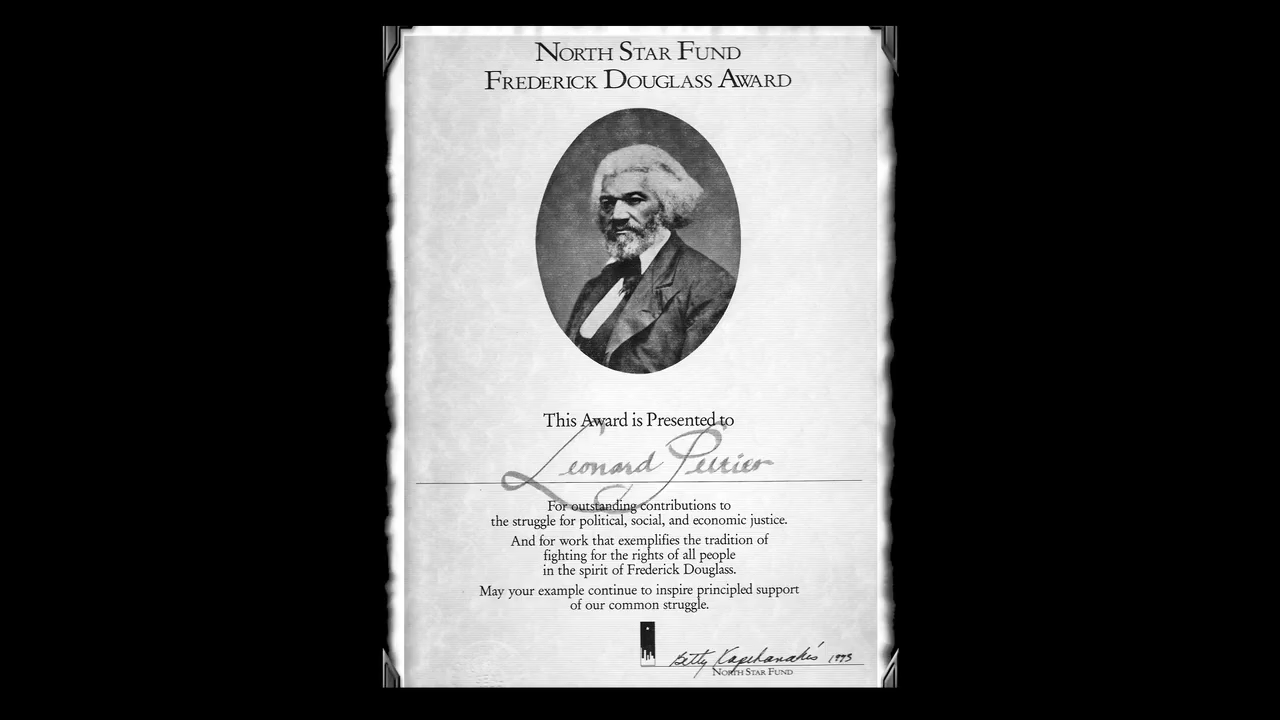 NORTH STAR FUND
FREDERICK DOUGLASS AWARD
This Award is Presented to
Leonard Peltier
For outstanding contributions to
the struggle for political, social, and economic justice.
And for work that exemplifies the tradition of
fighting for the rights of all people
in the spirit of Frederick Douglass.
May your example continue to inspire principled support
of our common struggle.
Betty Kapetanakis 1993
NORTH STAR FUND